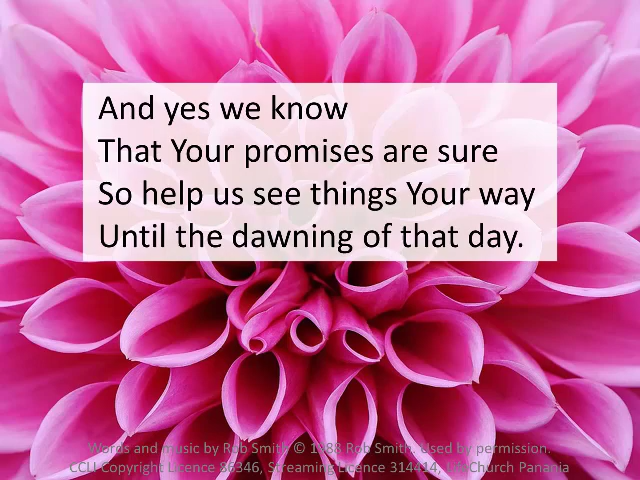 And yes we know
That Your promises are sure
So help us see things Your way
Until the dawning of that day.
Words and music by Rob Smith © 1988 Rob Smith. Used by permission.
CCLI Copyright Licence 86346, Streaming Licence 314414, Church Panania